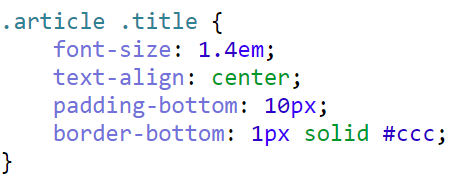 .article .title {
    font-size: 1.4em;
    text-align: center;
    padding-bottom: 10px;
    border-bottom: 1px solid #ccc;
}